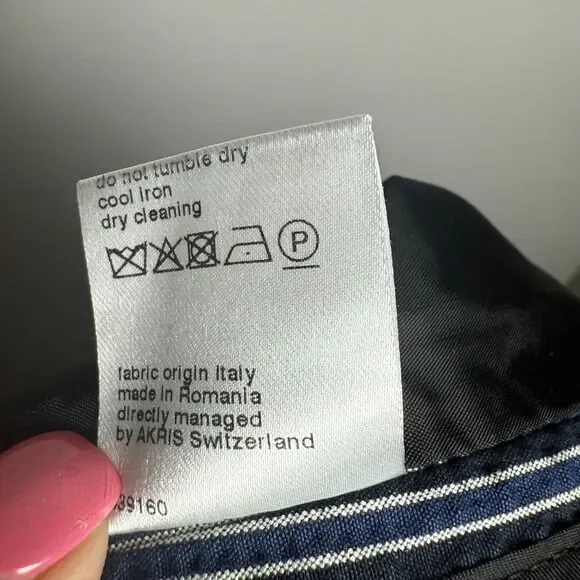 do not tumble dry
cool iron
dry cleaning
P
fabric origin Italy
made in Romania
directly managed
by AKRIS Switzerland
39160